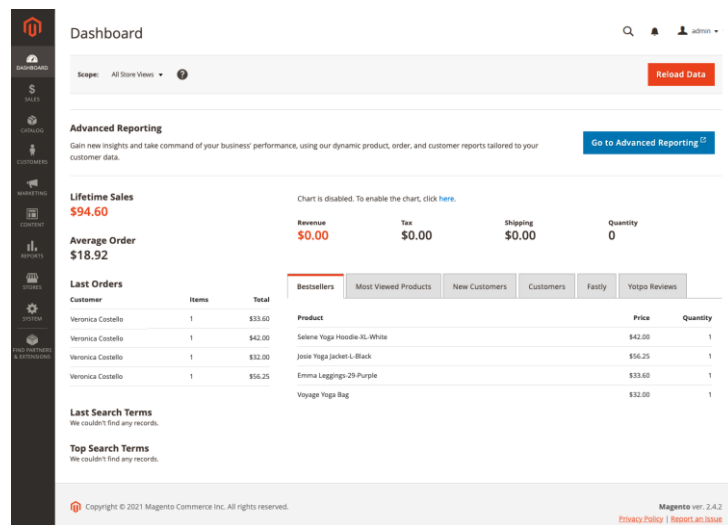 Dashboard
admin
DASHBOARD
SALES
CATALOG
CUSTOMERS
MARKETING
CONTENT
REPORTS
STORES
SYSTEM
FIND PARTNERS
& EXTENSIONS
Scope: All Store Views
?
Reload Data
Advanced Reporting
Gain new insights and take command of your business' performance, using our dynamic product, order, and customer reports tailored to your
customer data.
Go to Advanced Reporting
Lifetime Sales
$94.60
Average Order
$18.92
Chart is disabled. To enable the chart, click here.
Revenue Tax Shipping Quantity
$0.00 $0.00 $0.00 0
Last Orders
Customer Items Total
Veronica Costello 1 $33.60
Veronica Costello 1 $42.00
Veronica Costello 1 $32.00
Veronica Costello 1 $56.25
Last Search Terms
We couldn't find any records.
Top Search Terms
We couldn't find any records.
Bestsellers Most Viewed Products New Customers Customers Fastly Yotpo Reviews
Product Price Quantity
Selene Yoga Hoodie-XL-White $42.00 1
Josie Yoga Jacket-L-Black $56.25 1
Emma Leggings-29-Purple $33.60 1
Voyage Yoga Bag $32.00 1
Copyright © 2021 Magento Commerce Inc. All rights reserved.
Magento ver. 2.4.2
Privacy Policy | Report an Issue